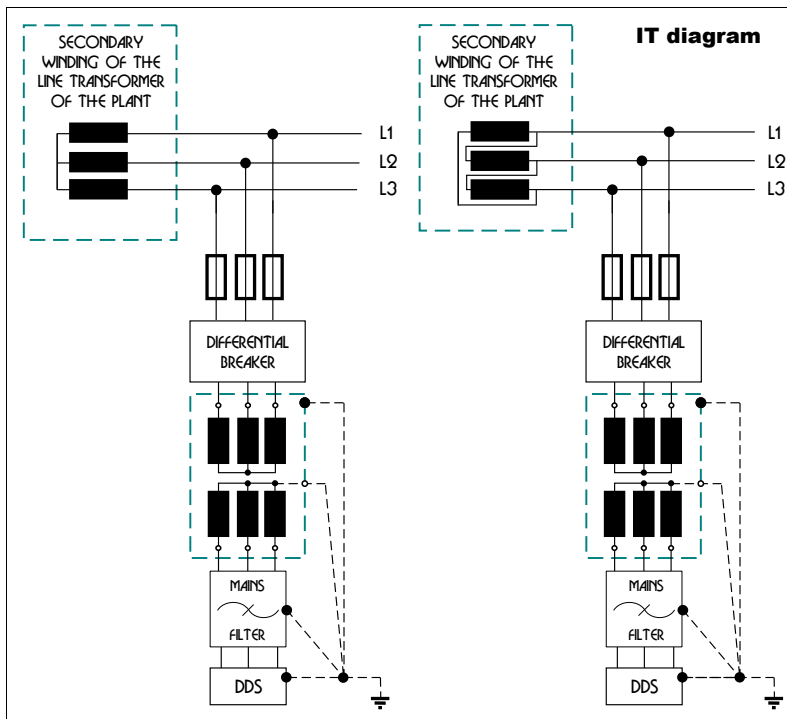 IT diagram
SECONDARY
WINDING OF THE
LINE TRANSFORMER
OF THE PLANT
L1
L2
L3
DIFFERENTIAL
BREAKER
MAINS
FILTER
DDS
SECONDARY
WINDING OF THE
LINE TRANSFORMER
OF THE PLANT
L1
L2
L3
DIFFERENTIAL
BREAKER
MAINS
FILTER
DDS